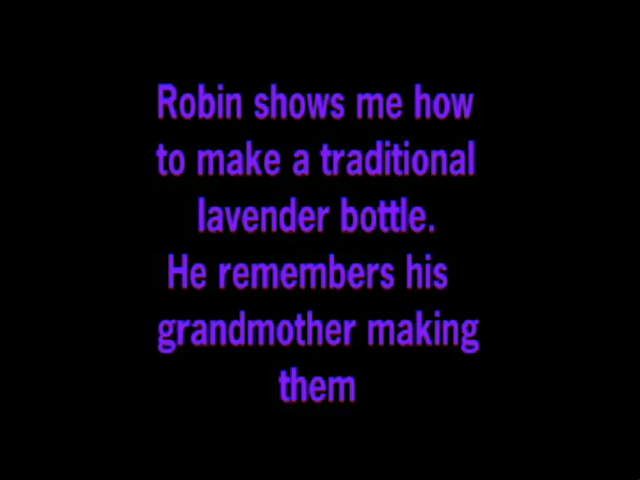 Robin shows me how
to make a traditional
lavender bottle.
He remembers his
grandmother making
them